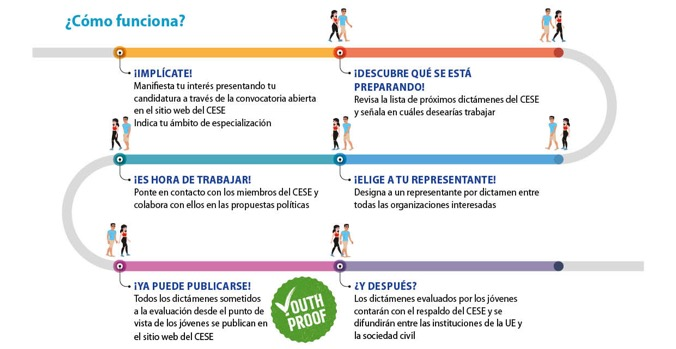 ¿Cómo funciona?
¡IMPLÍCATE!
Manifiesta tu interés presentando tu
candidatura a través de la convocatoria abierta
en el sitio web del CESE
Indica tu ámbito de especialización
¡DESCUBRE QUÉ SE ESTÁ
PREPARANDO!
Revisa la lista de próximos dictámenes del CESE
y señala en cuáles desearías trabajar
¡ELIGE A TU REPRESENTANTE!
Designa a un representante por dictamen entre
todas las organizaciones interesadas
¡ES HORA DE TRABAJAR!
Ponte en contacto con los miembros del CESE y
colabora con ellos en las propuestas políticas
¡YA PUEDE PUBLICARSE!
Todos los dictámenes sometidos
a la evaluación desde el punto de
vista de los jóvenes se publican en
el sitio web del CESE
YOUTH
PROOF
¿Y DESPUÉS?
Los dictámenes evaluados por los jóvenes
contarán con el respaldo del CESE y se
difundirán entre las instituciones de la UE y
la sociedad civil